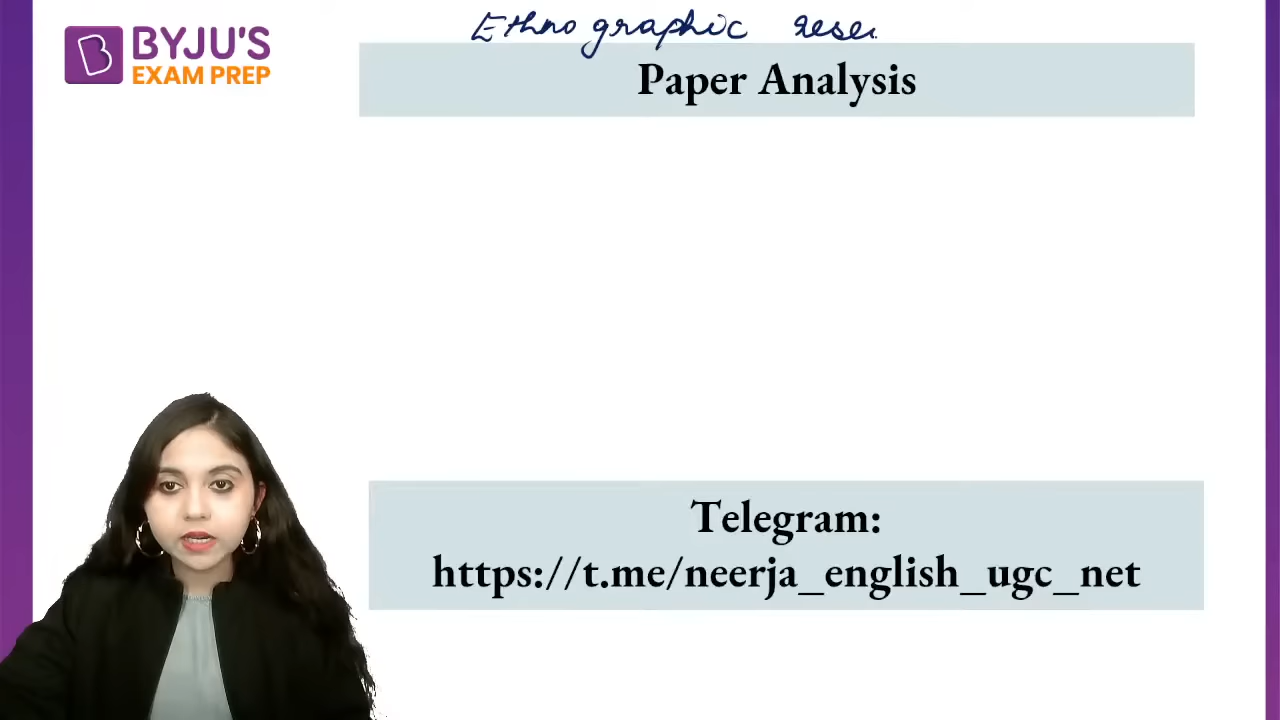 BYJU'S
EXAM PREP
Ethnographic
Paper Analysis
Telegram:
https://t.me/neerja_english_ugc_net